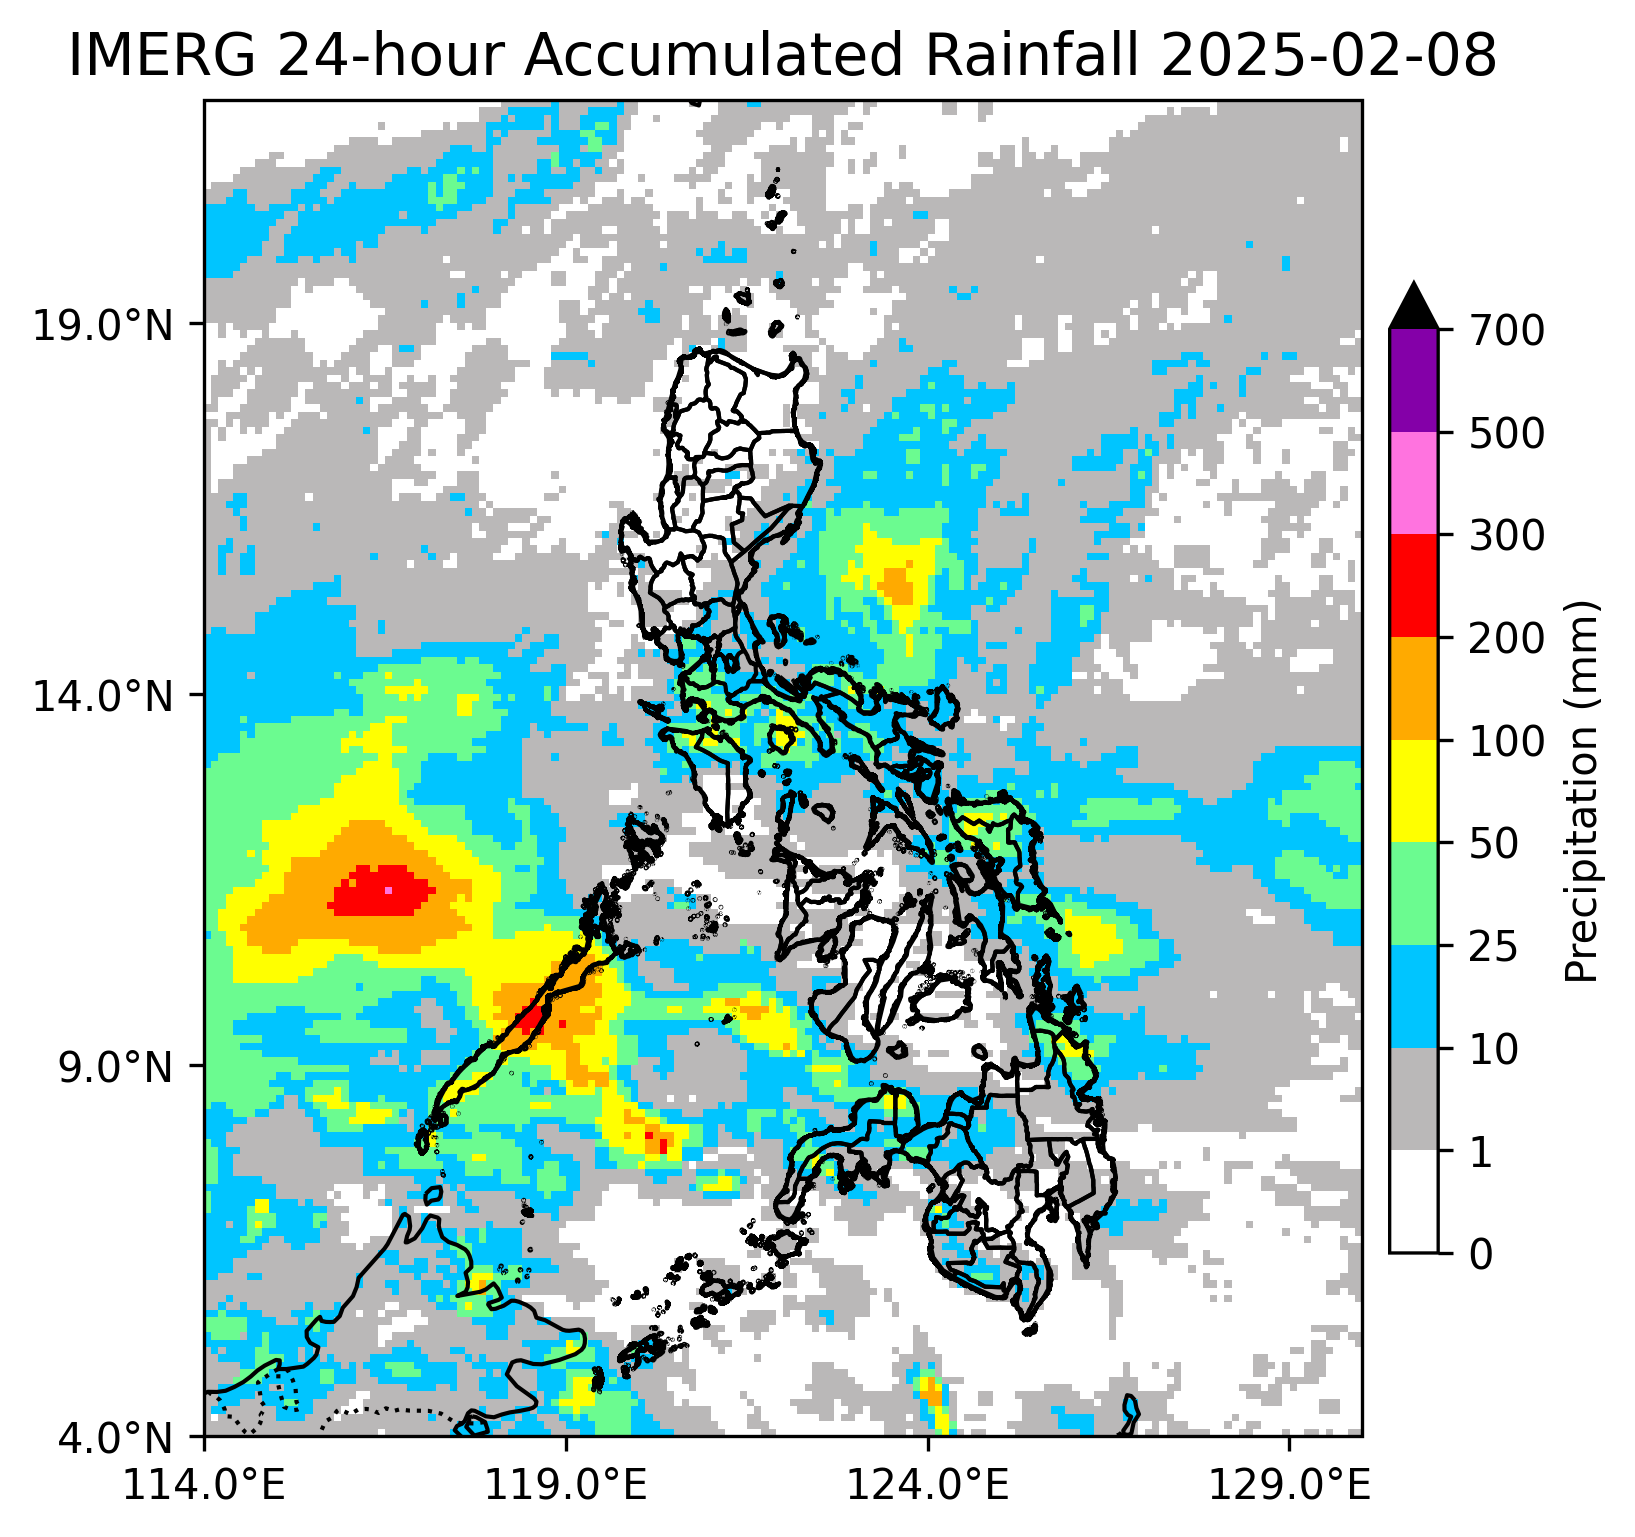 IMERG 24-hour Accumulated Rainfall 2025-02-08
19.0°N
14.0°N
9.0°N
4.0°N
114.0°E
119.0°E
124.0°E
129.0°E
700
500
300
200
100
50
25
10
1
0
Precipitation (mm)